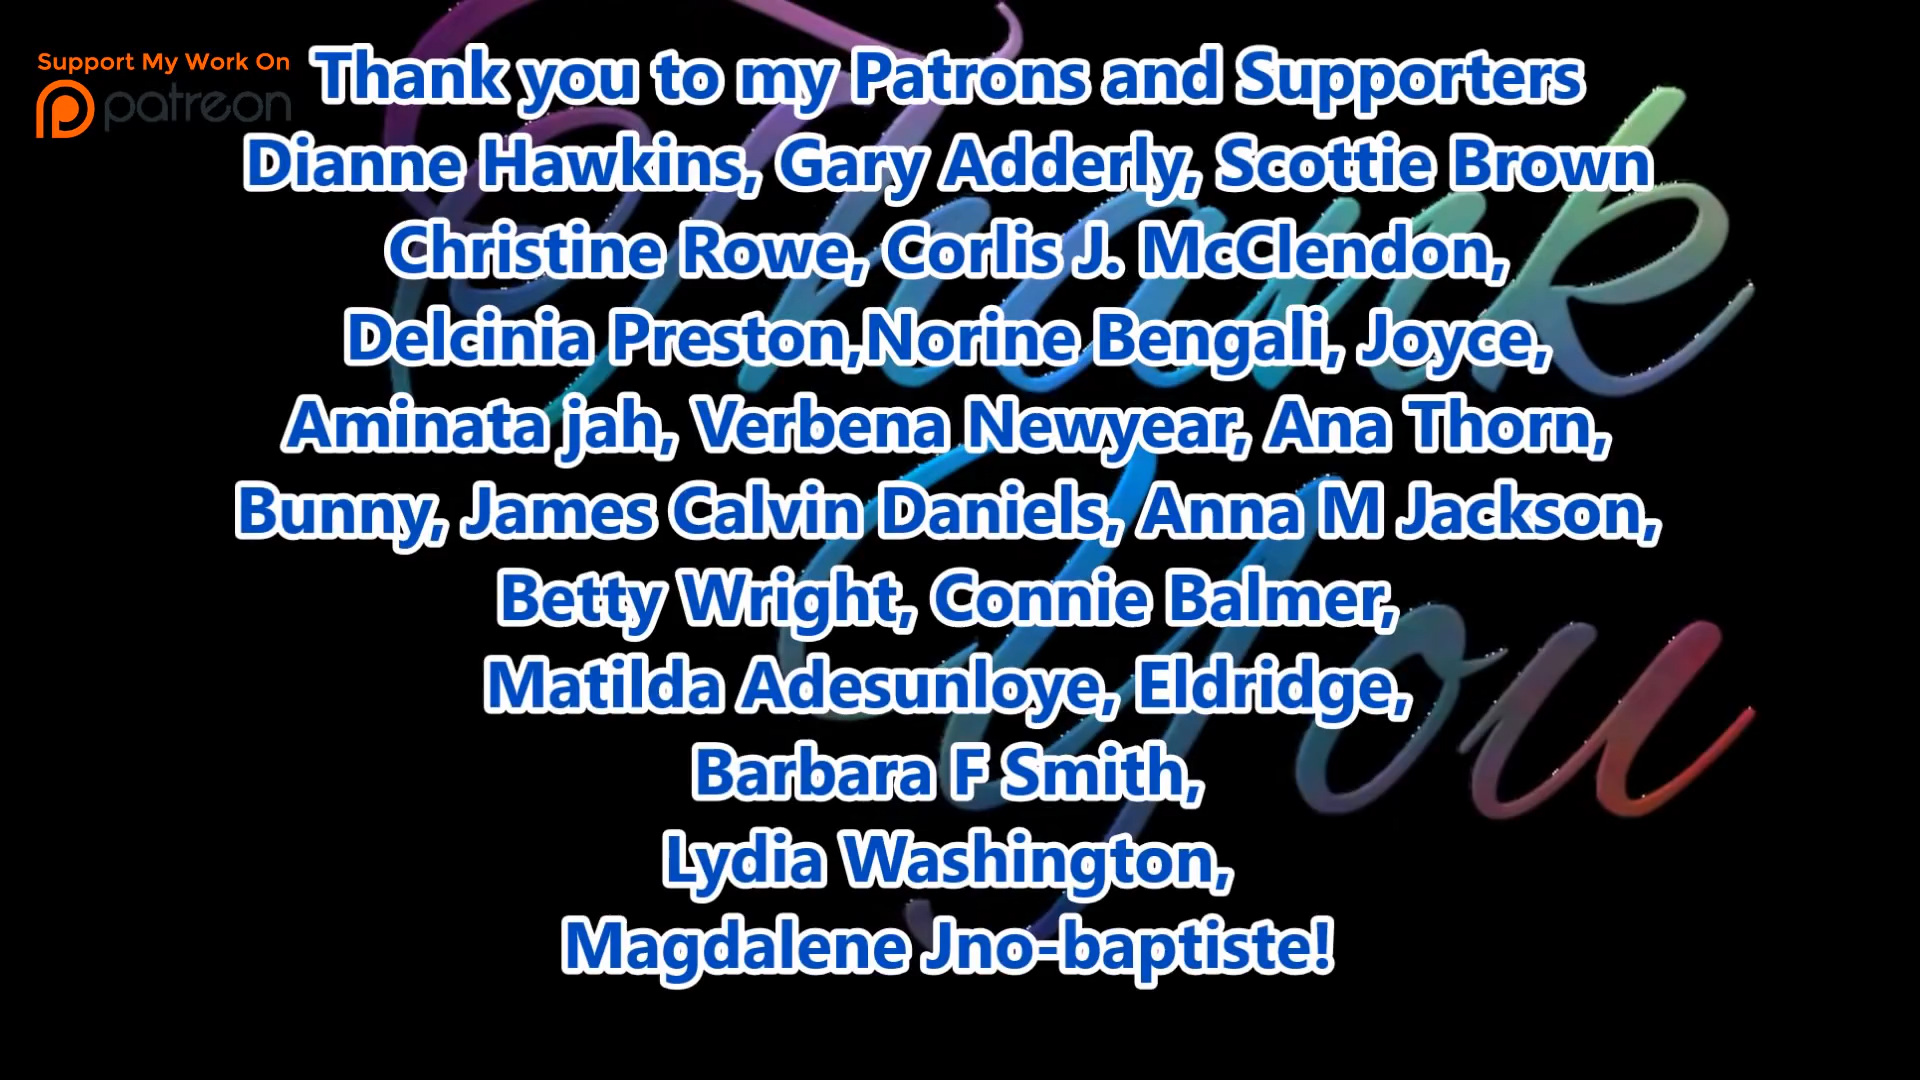 Support My Work On
patreon
Thank you to my Patrons and Supporters
Dianne Hawkins, Gary Adderly, Scottie Brown
Christine Rowe, Corlis J. McClendon,
Delcinia Preston,Norine Bengali, Joyce,
Aminata jah, Verbena Newyear, Ana Thorn,
Bunny, James Calvin Daniels, Anna M Jackson,
Betty Wright, Connie Balmer,
Matilda Adesunloye, Eldridge,
Barbara F Smith,
Lydia Washington,
Magdalene Jno-baptiste!
Thank
You